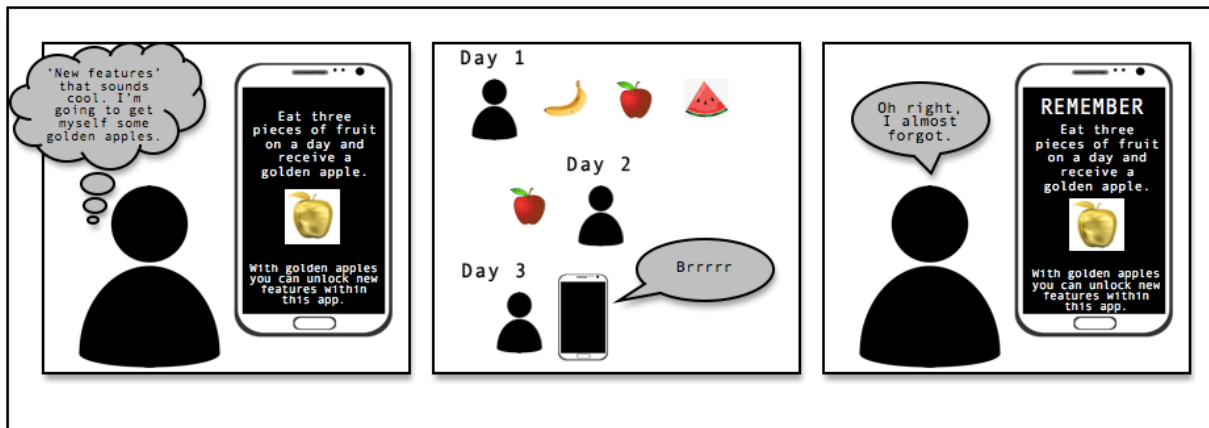 'New features'
that sounds
cool. I'm
going to get
myself some
golden apples.
Eat three
pieces of fruit
on a day and
receive a
golden apple.
With golden apples
you can unlock new
features within
this app.
Day 1
Day 2
Day 3
Brrrrr
Oh right,
I almost
forgot.
REMEMBER
Eat three
pieces of fruit
on a day and
receive a
golden apple.
With golden apples
you can unlock new
features within
this app.